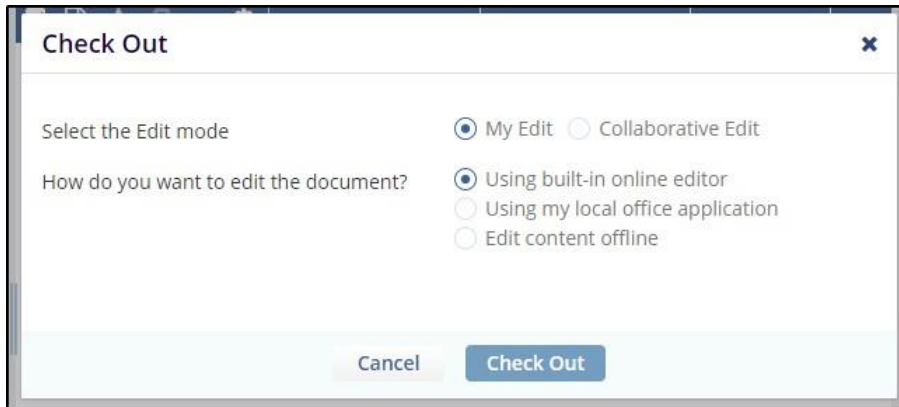 Check Out
Select the Edit mode
My Edit Collaborative Edit
How do you want to edit the document?
Using built-in online editor
Using my local office application
Edit content offline
Cancel Check Out